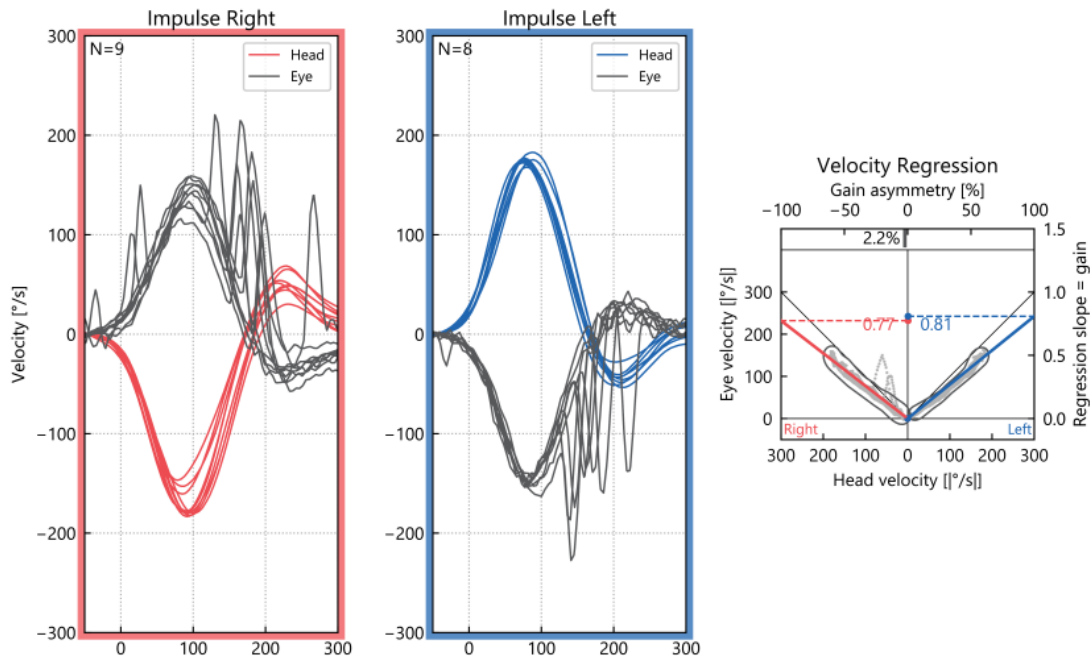 Impulse Right
N=9
Head
Eye
Velocity [°/s]
300
200
100
0
−100
−200
−300
0
100
200
300
Impulse Left
N=8
Head
Eye
300
200
100
0
−100
−200
−300
0
100
200
300
Velocity Regression
Gain asymmetry [%]
−100 −50 0 50 100
2.2%
Eye velocity [|°/s|]
300
200
100
0
0.77
0.81
1.5
1.0
0.5
0.0
Regression slope = gain
Right
Left
300 200 100 0 100 200 300
Head velocity [|°/s|]